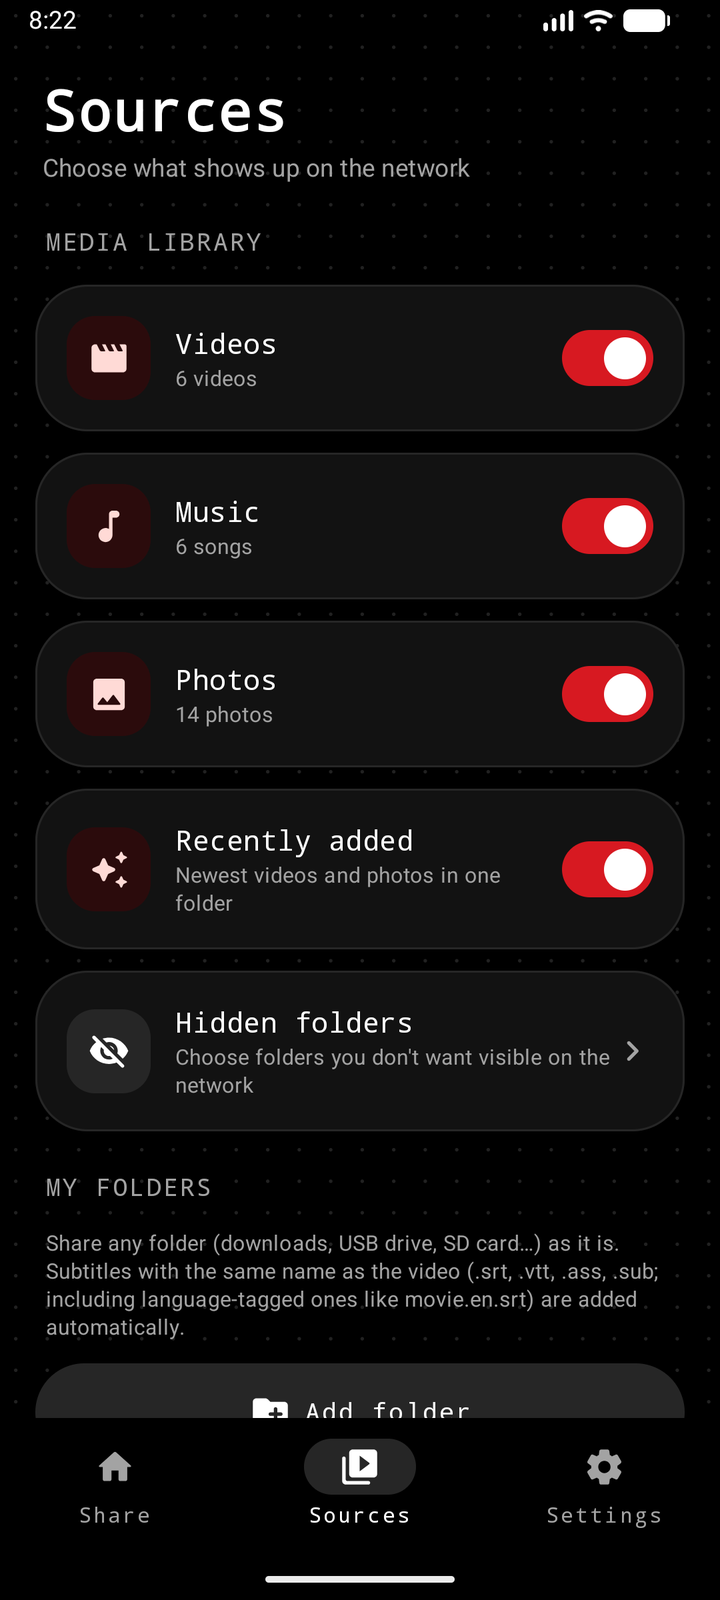 8:22
Sources
Choose what shows up on the network
MEDIA LIBRARY
Videos
6 videos
Music
6 songs
Photos
14 photos
Recently added
Newest videos and photos in one
folder
Hidden folders
Choose folders you don't want visible on the
network
MY FOLDERS
Share any folder (downloads, USB drive, SD card…) as it is.
Subtitles with the same name as the video (.srt, .vtt, .ass, .sub;
including language-tagged ones like movie.en.srt) are added
automatically.
Add folder
Share
Sources
Settings